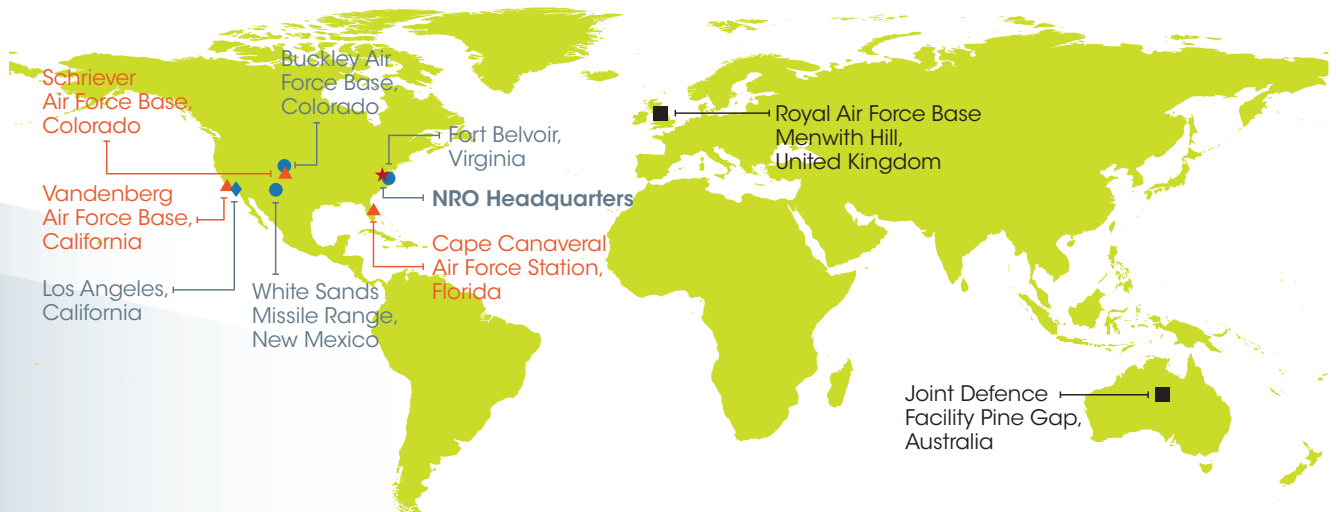 Schriever
Air Force Base,
Colorado
Buckley Air
Force Base,
Colorado
Fort Belvoir,
Virginia
NRO Headquarters
Vandenberg
Air Force Base,
California
Los Angeles,
California
White Sands
Missile Range,
New Mexico
Cape Canaveral
Air Force Station,
Florida
Royal Air Force Base
Menwith Hill,
United Kingdom
Joint Defence
Facility Pine Gap,
Australia